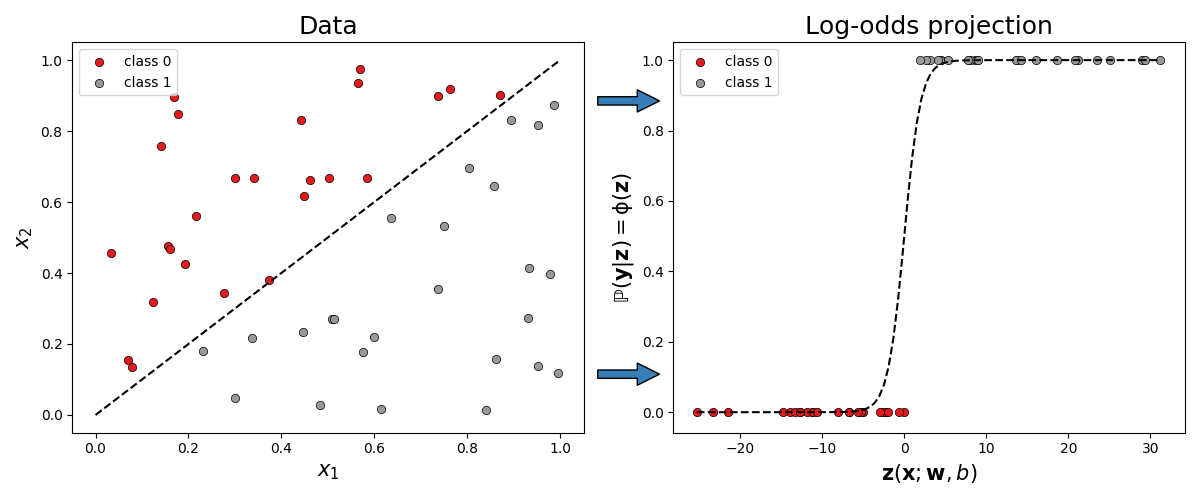 Data
class 0
class 1
1.0
0.8
0.6
0.4
0.2
0.0
x₂
0.0 0.2 0.4 0.6 0.8 1.0
x₁
Log-odds projection
class 0
class 1
1.0
0.8
0.6
0.4
0.2
0.0
ℙ(𝐲|𝐳) = ϕ(𝐳)
−20 −10 0 10 20 30
𝐳(𝐱; 𝐰, b)